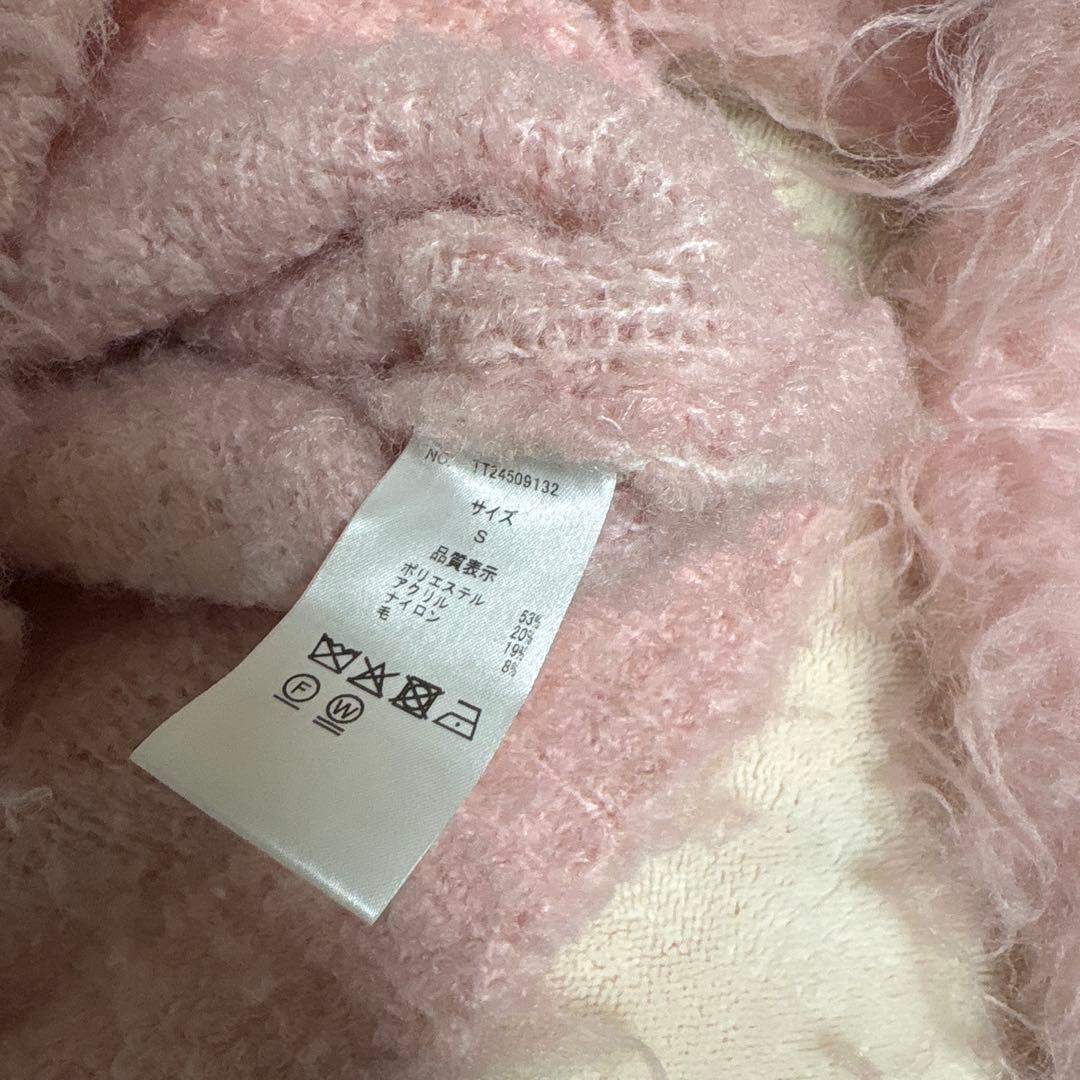 NO. 1T24509132
サイズ
S
品質表示
ポリエステル 53%
アクリル 20%
ナイロン 19%
毛 8%
F W